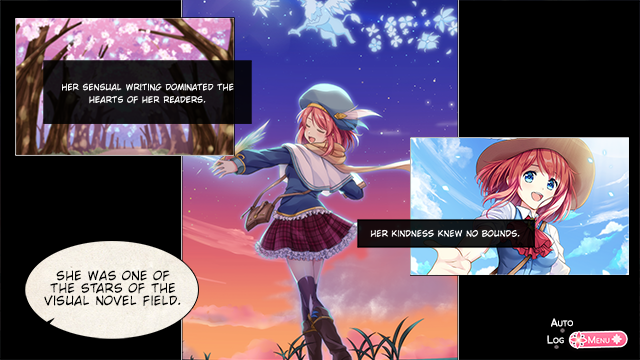 HER SENSUAL WRITING DOMINATED THE
HEARTS OF HER READERS.
HER KINDNESS KNEW NO BOUNDS.
SHE WAS ONE OF
THE STARS OF THE
VISUAL NOVEL FIELD.
AUTO
LOG
MENU